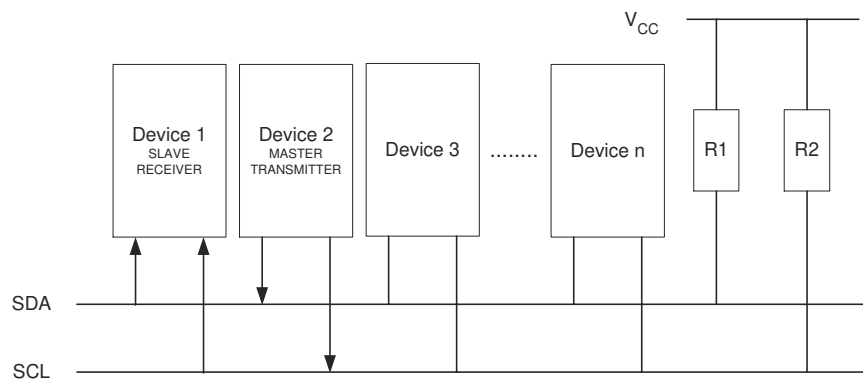 VCC
Device 1
SLAVE
RECEIVER
Device 2
MASTER
TRANSMITTER
Device 3
........
Device n
R1
R2
SDA
SCL